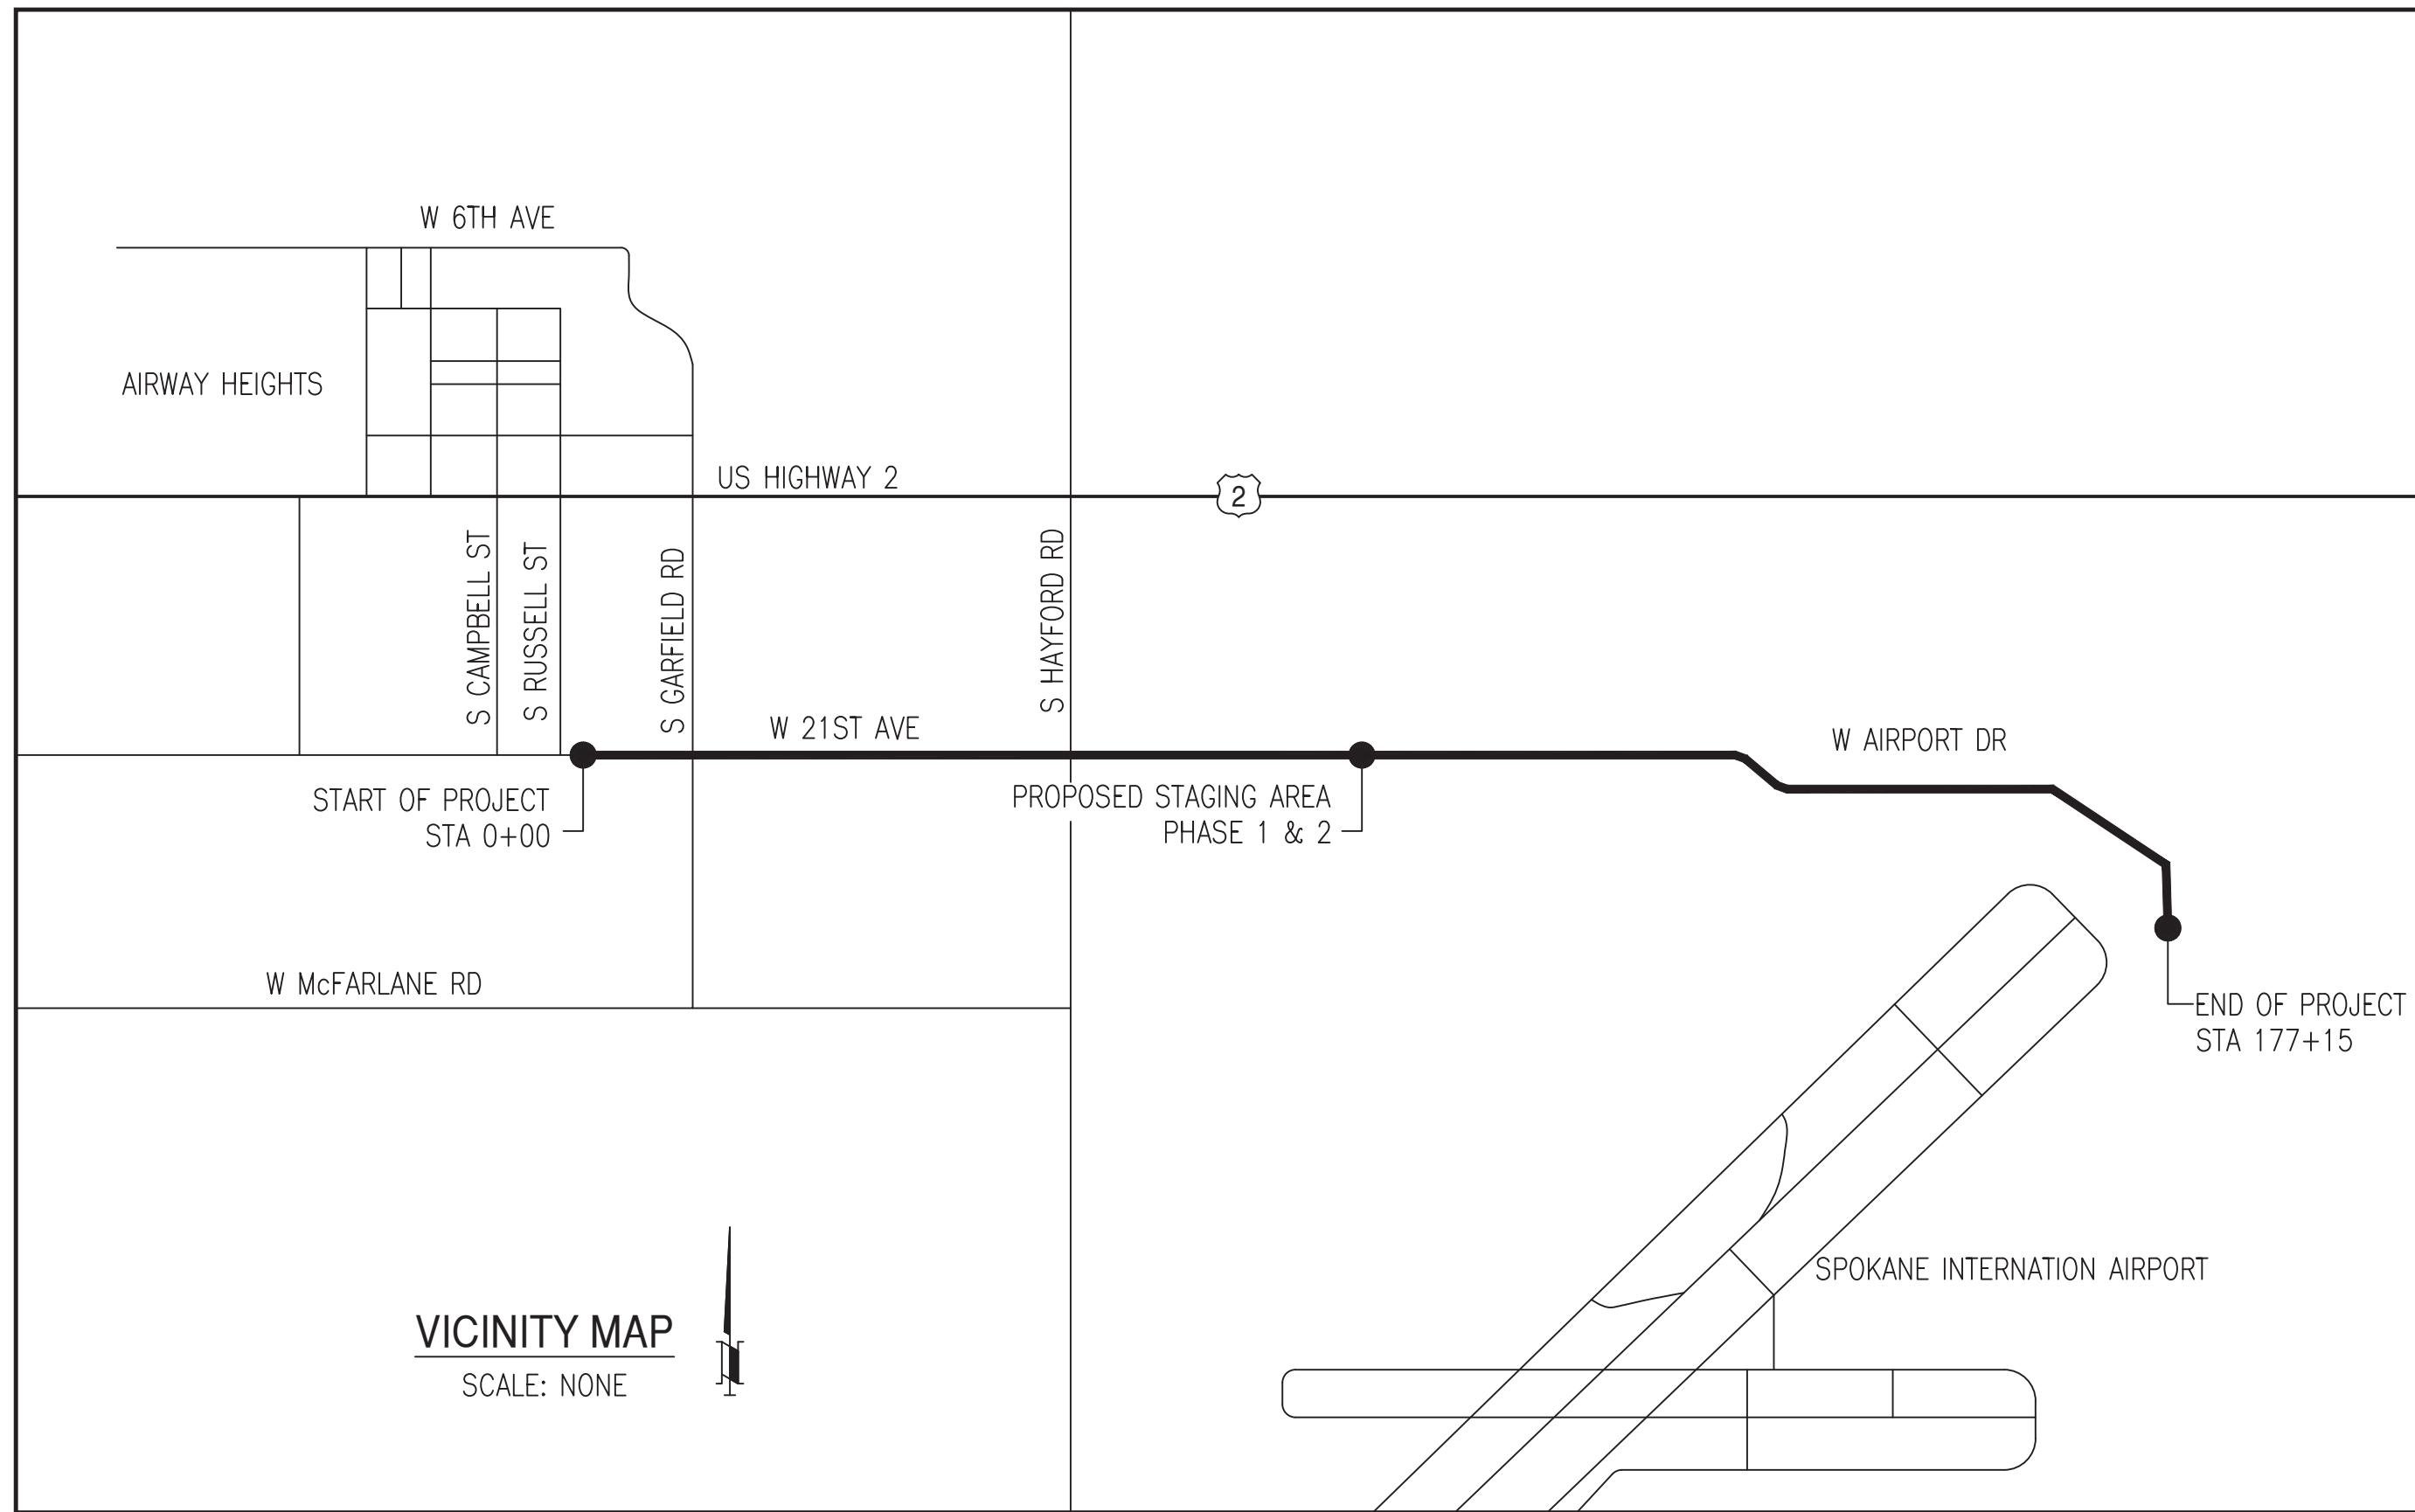 W 6TH AVE
AIRWAY HEIGHTS
US HIGHWAY 2
2
S CAMPBELL ST
S RUSSELL ST
S GARFIELD RD
S HAYFORD RD
W 21ST AVE
W AIRPORT DR
START OF PROJECT
STA 0+00
PROPOSED STAGING AREA
PHASE 1 & 2
W McFARLANE RD
END OF PROJECT
STA 177+15
SPOKANE INTERNATION AIRPORT
VICINITY MAP
SCALE: NONE
N